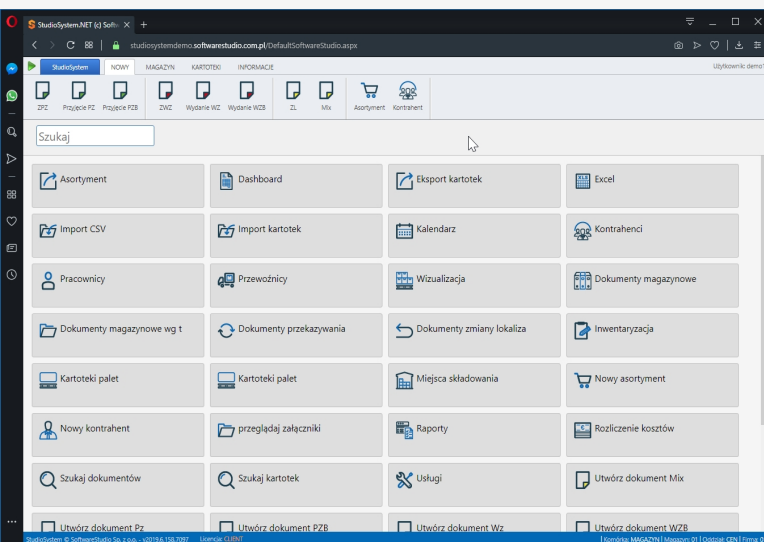 StudioSystem.NET (c) Softw
studiosystemdemo.softwarestudio.com.pl/DefaultSoftwareStudio.aspx
StudioSystem NOWY MAGAZYN KARTOTEKI INFORMACJE
Użytkownik: demo
ZPZ Przyjęcie PZ Przyjęcie PZB ZWZ Wydanie WZ Wydanie WZB ZL Mix Asortyment Kontrahent
Szukaj
Asortyment Dashboard Eksport kartotek Excel
Import CSV Import kartotek Kalendarz Kontrahenci
Pracownicy Przewoźnicy Wizualizacja Dokumenty magazynowe
Dokumenty magazynowe wg t Dokumenty przekazywania Dokumenty zmiany lokaliza Inwentaryzacja
Kartoteki palet Kartoteki palet Miejsca składowania Nowy asortyment
Nowy kontrahent przeglądaj załączniki Raporty Rozliczenie kosztów
Szukaj dokumentów Szukaj kartotek Usługi Utwórz dokument Mix
Utwórz dokument Pz Utwórz dokument PZB Utwórz dokument Wz Utwórz dokument WZB
StudioSystem © SoftwareStudio Sp. z o.o. - v2019.6.158.7097 Licencja: CLIENT | Komórka: MAGAZYN | Magazyn: 01 | Oddział: CEN | Firma: 0